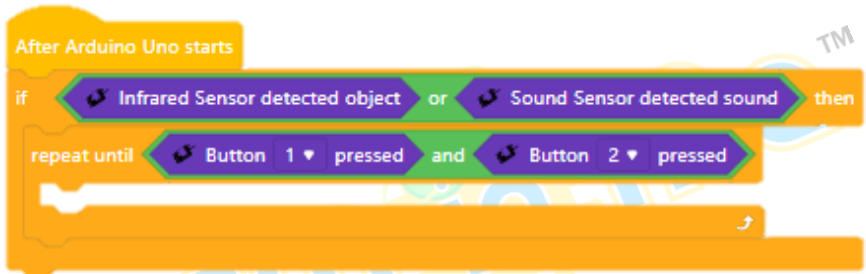 After Arduino Uno starts
TM
if Infrared Sensor detected object or Sound Sensor detected sound then
repeat until Button 1 pressed and Button 2 pressed